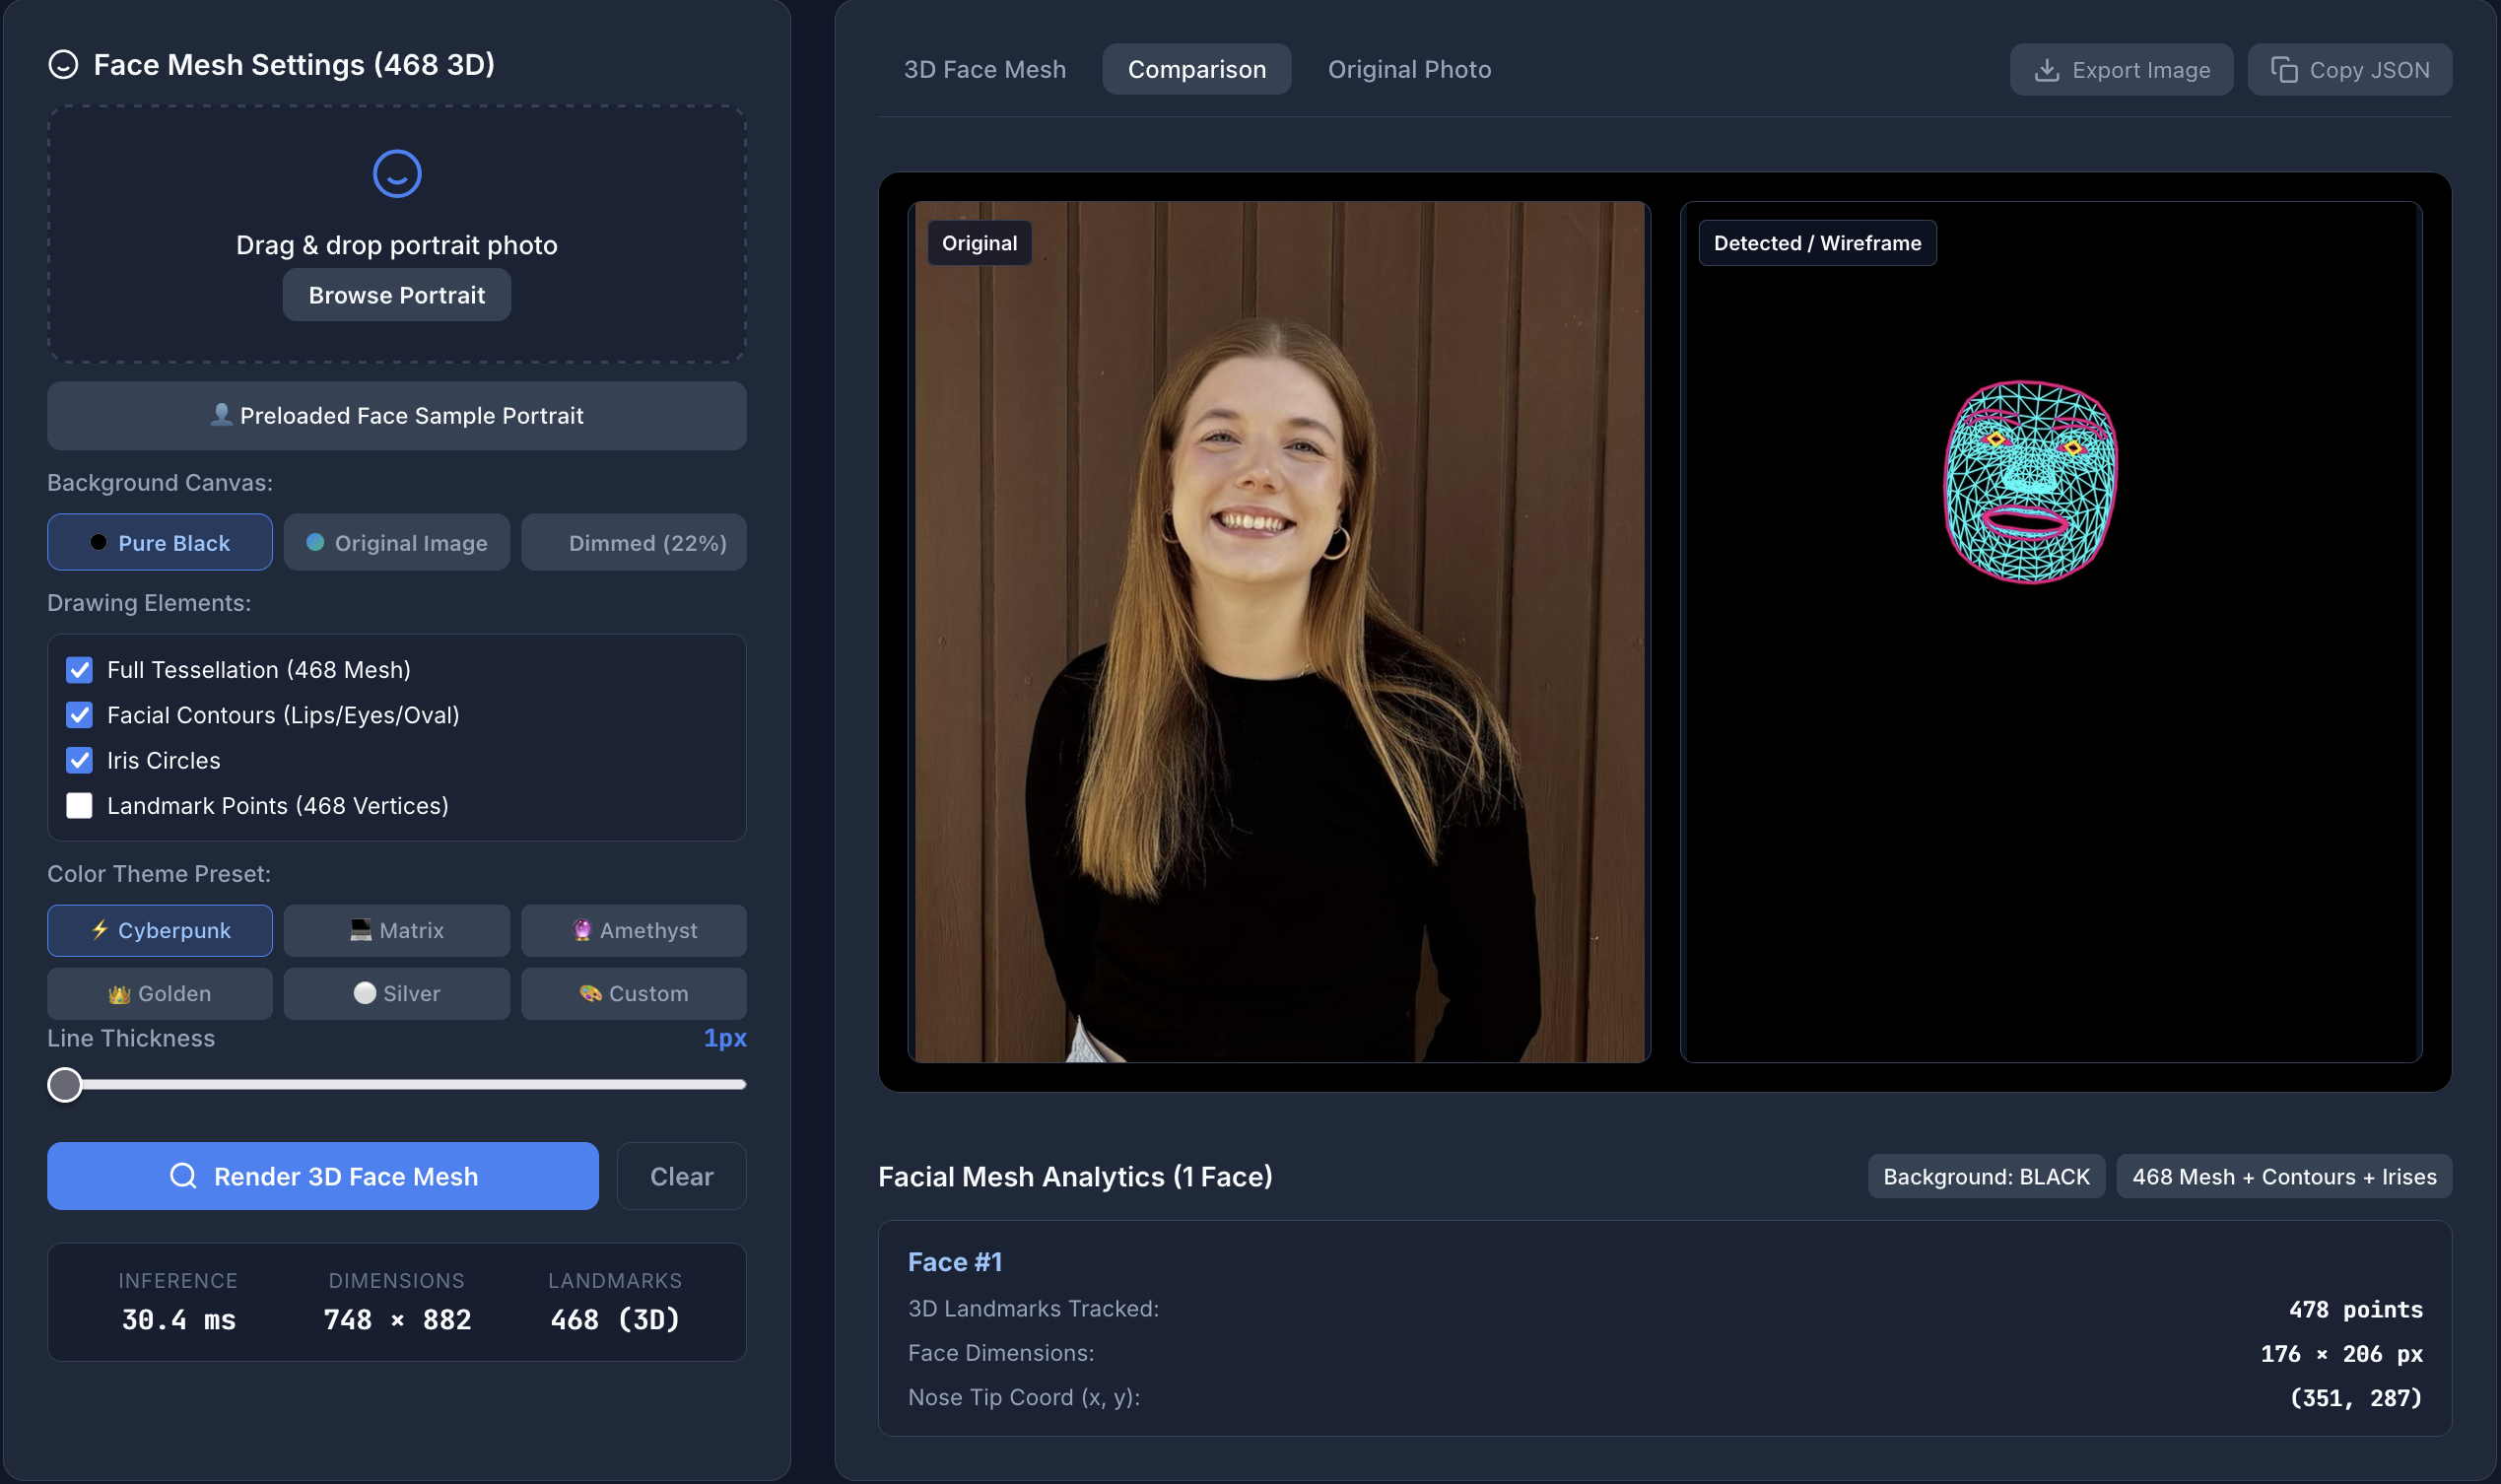 Face Mesh Settings (468 3D)
Drag & drop portrait photo
Browse Portrait
Preloaded Face Sample Portrait
Background Canvas:
Pure Black
Original Image
Dimmed (22%)
Drawing Elements:
Full Tessellation (468 Mesh)
Facial Contours (Lips/Eyes/Oval)
Iris Circles
Landmark Points (468 Vertices)
Color Theme Preset:
Cyberpunk
Matrix
Amethyst
Golden
Silver
Custom
Line Thickness
1px
Render 3D Face Mesh
Clear
INFERENCE
DIMENSIONS
LANDMARKS
30.4 ms
748 × 882
468 (3D)
3D Face Mesh
Comparison
Original Photo
Export Image
Copy JSON
Original
Detected / Wireframe
Facial Mesh Analytics (1 Face)
Background: BLACK
468 Mesh + Contours + Irises
Face #1
3D Landmarks Tracked:
478 points
Face Dimensions:
176 × 206 px
Nose Tip Coord (x, y):
(351, 287)